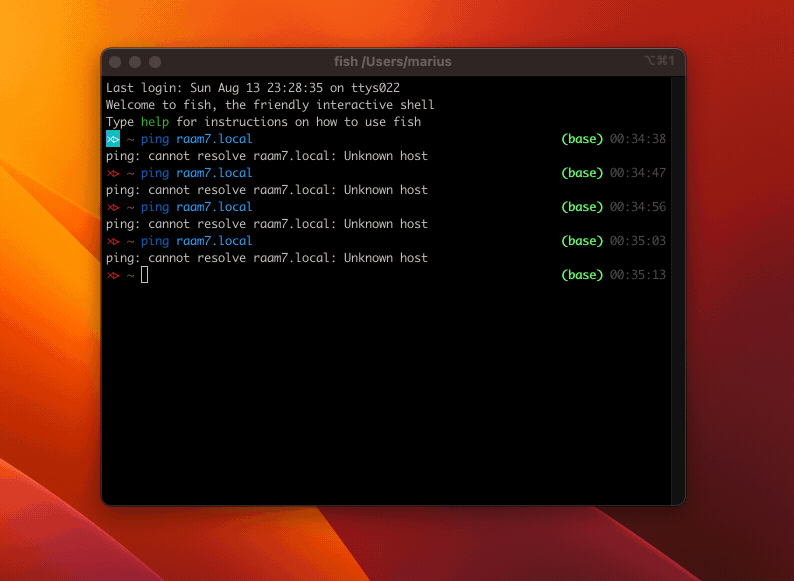 fish /Users/marius
⌥⌘1
Last login: Sun Aug 13 23:28:35 on ttys022
Welcome to fish, the friendly interactive shell
Type help for instructions on how to use fish
⋊> ~ ping raam7.local (base) 00:34:38
ping: cannot resolve raam7.local: Unknown host
⋊> ~ ping raam7.local (base) 00:34:47
ping: cannot resolve raam7.local: Unknown host
⋊> ~ ping raam7.local (base) 00:34:56
ping: cannot resolve raam7.local: Unknown host
⋊> ~ ping raam7.local (base) 00:35:03
ping: cannot resolve raam7.local: Unknown host
⋊> ~ (base) 00:35:13